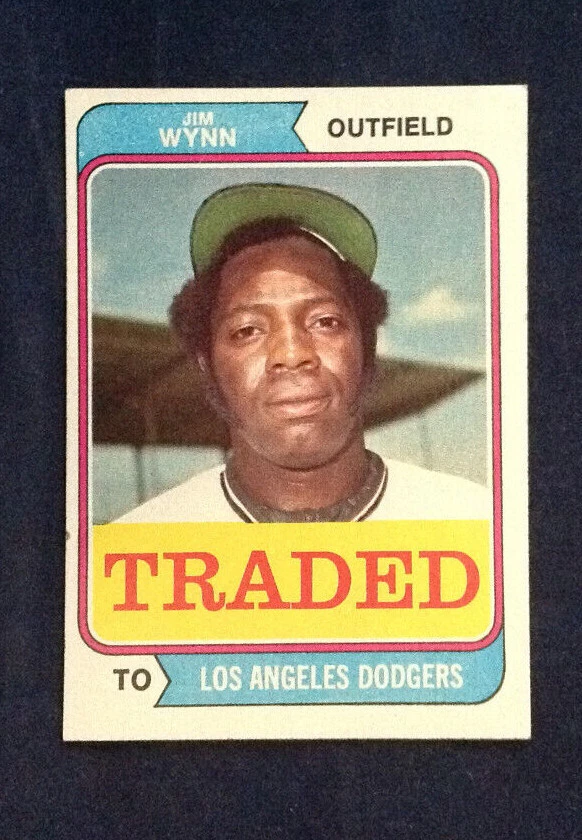 JIM
WYNN
OUTFIELD
TRADED
TO
LOS ANGELES DODGERS